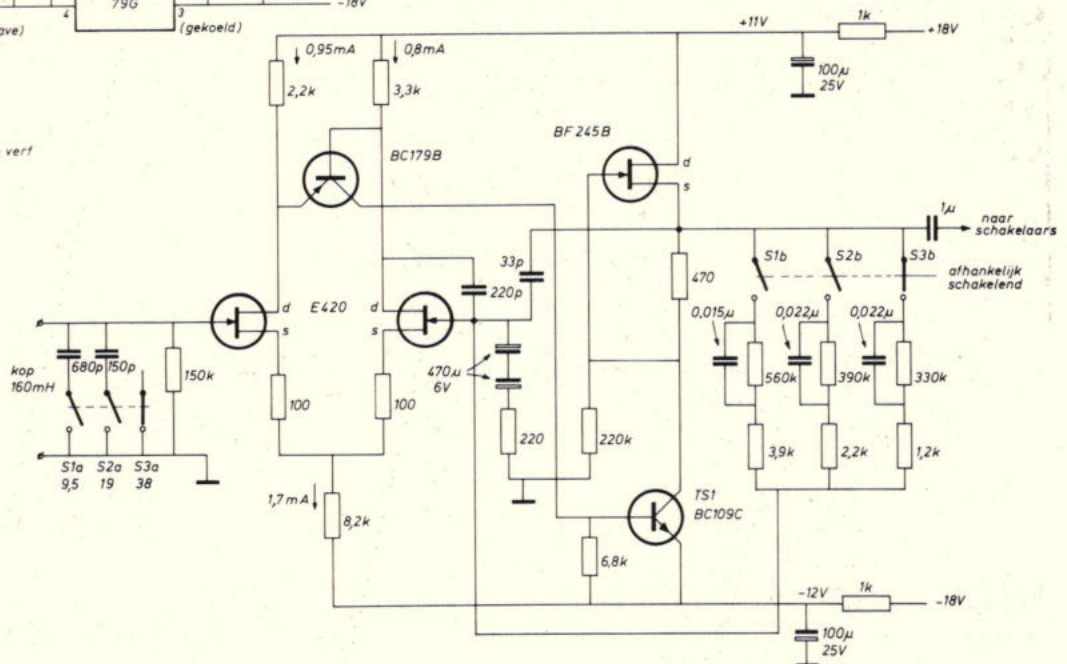 79G
4
3
-18V
ave)
(gekoeld)
verf
0,95mA
0,8mA
2,2k
3,3k
BC179B
+11V
1k
+18V
100µ
25V
BF 245B
d
s
1µ
naar
schakelaars
33p
220p
470
S1b
S2b
S3b
afhankelijk
schakelend
d
E420
d
s
s
kop
160mH
680p
150p
150k
100
100
470µ
6V
220
220k
0,015µ
0,022µ
0,022µ
560k
390k
330k
3,9k
2,2k
1,2k
S1a
S2a
S3a
9,5
19
38
1,7mA
8,2k
TS1
BC109C
6,8k
-12V
1k
-18V
100µ
25V